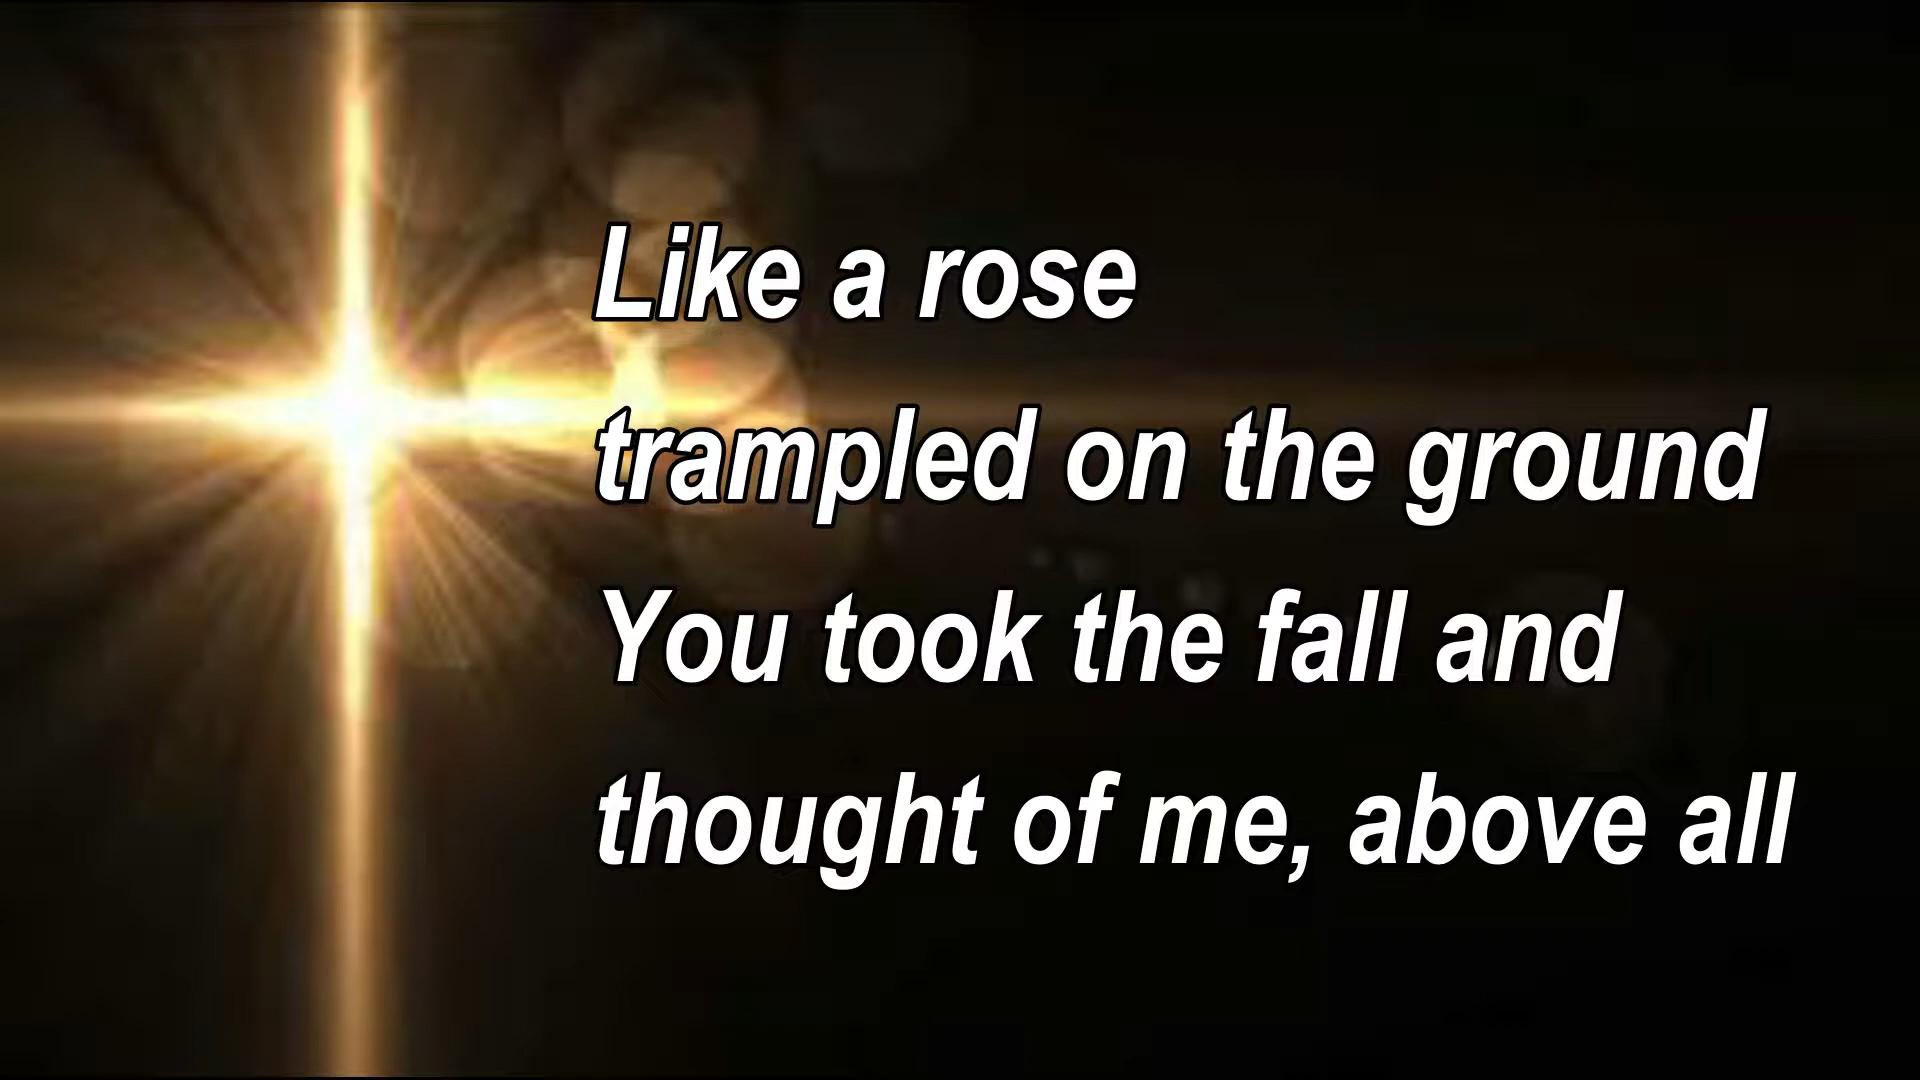 Like a rose
trampled on the ground
You took the fall and
thought of me, above all